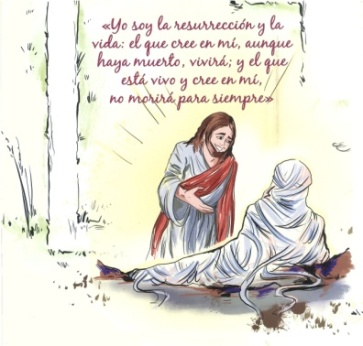 «Yo soy la resurrección y la
vida: el que cree en mí, aunque
haya muerto, vivirá; y el que
está vivo y cree en mí,
no morirá para siempre»